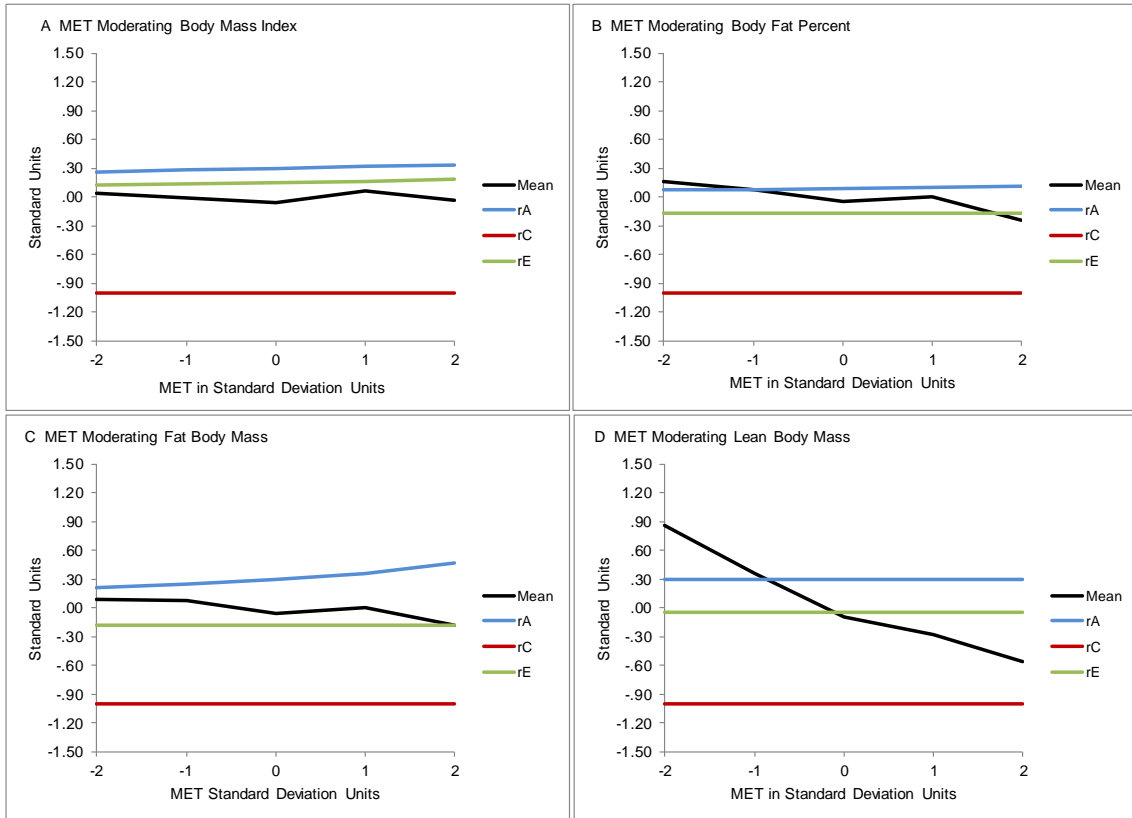 A MET Moderating Body Mass Index
1.50
1.20
.90
.60
.30
.00
-.30
-.60
-.90
-1.20
-1.50
Standard Units
-2 -1 0 1 2
MET in Standard Deviation Units
Mean
rA
rC
rE
B MET Moderating Body Fat Percent
1.50
1.20
.90
.60
.30
.00
-.30
-.60
-.90
-1.20
-1.50
Standard Units
-2 -1 0 1 2
MET in Standard Deviation Units
Mean
rA
rC
rE
C MET Moderating Fat Body Mass
1.50
1.20
.90
.60
.30
.00
-.30
-.60
-.90
-1.20
-1.50
Standard Units
-2 -1 0 1 2
MET Standard Deviation Units
Mean
rA
rC
rE
D MET Moderating Lean Body Mass
1.50
1.20
.90
.60
.30
.00
-.30
-.60
-.90
-1.20
-1.50
Standard Units
-2 -1 0 1 2
MET in Standard Deviation Units
Mean
rA
rC
rE